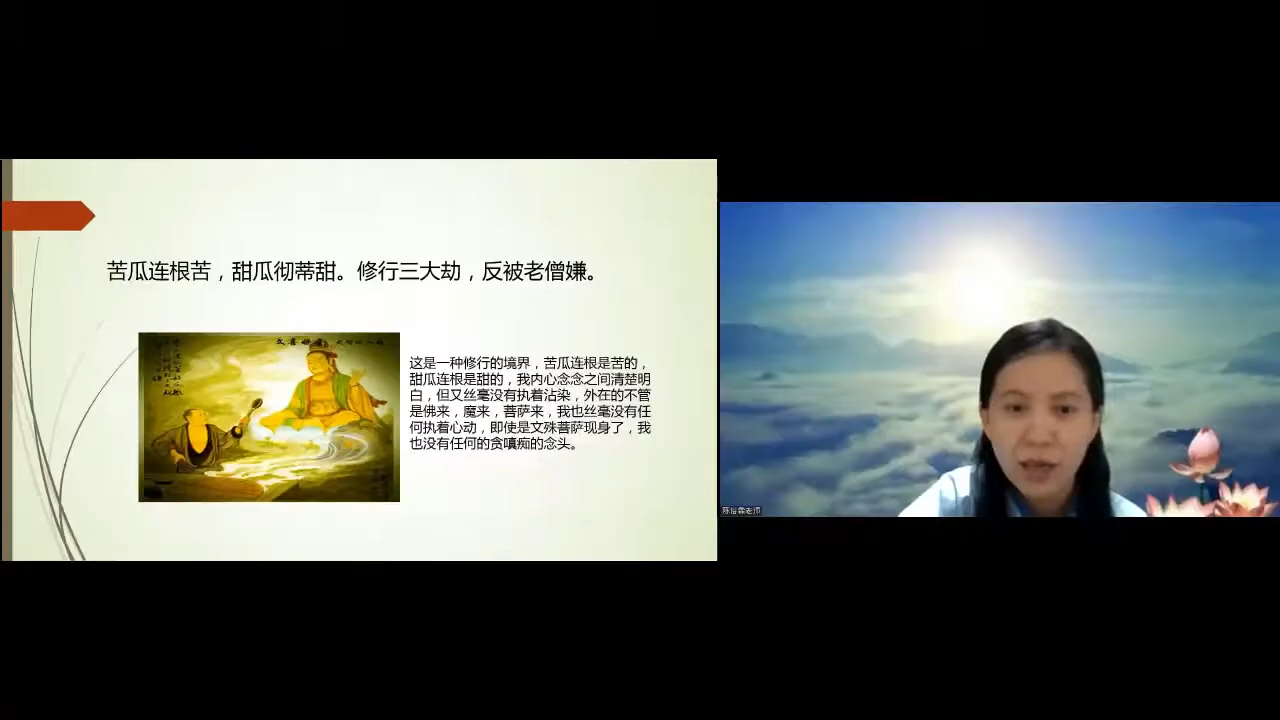 苦瓜连根苦，甜瓜彻蒂甜。修行三大劫，反被老僧嫌。
这是一种修行的境界，苦瓜连根是苦的，
甜瓜连根是甜的，我内心念念之间清楚明
白，但又丝毫没有执着沾染，外在的不管
是佛来，魔来，菩萨来，我也丝毫没有任
何执着心动，即使是文殊菩萨现身了，我
也没有任何的贪嗔痴的念头。